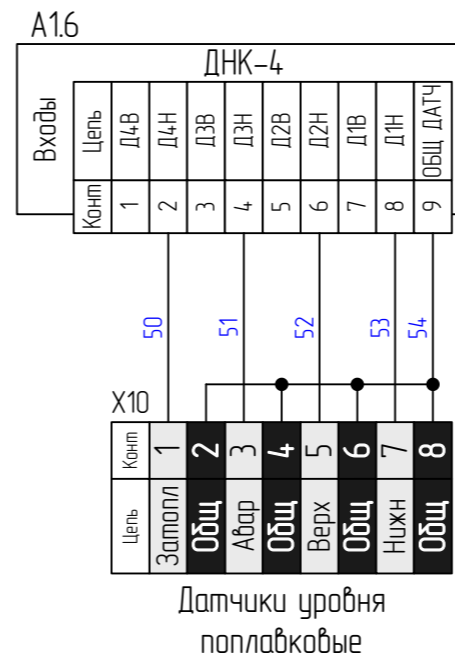 А1.6
ДНК-4
Входы
Цепь Д4В Д4Н Д3В Д3Н Д2В Д2Н Д1В Д1Н ОБЩ ДАТЧ
Конт 1 2 3 4 5 6 7 8 9
50 51 52 53 54
Х10
Конт 1 2 3 4 5 6 7 8
Цепь Затопл Общ Авар Общ Верх Общ Нижн Общ
Датчики уровня
поплавковые